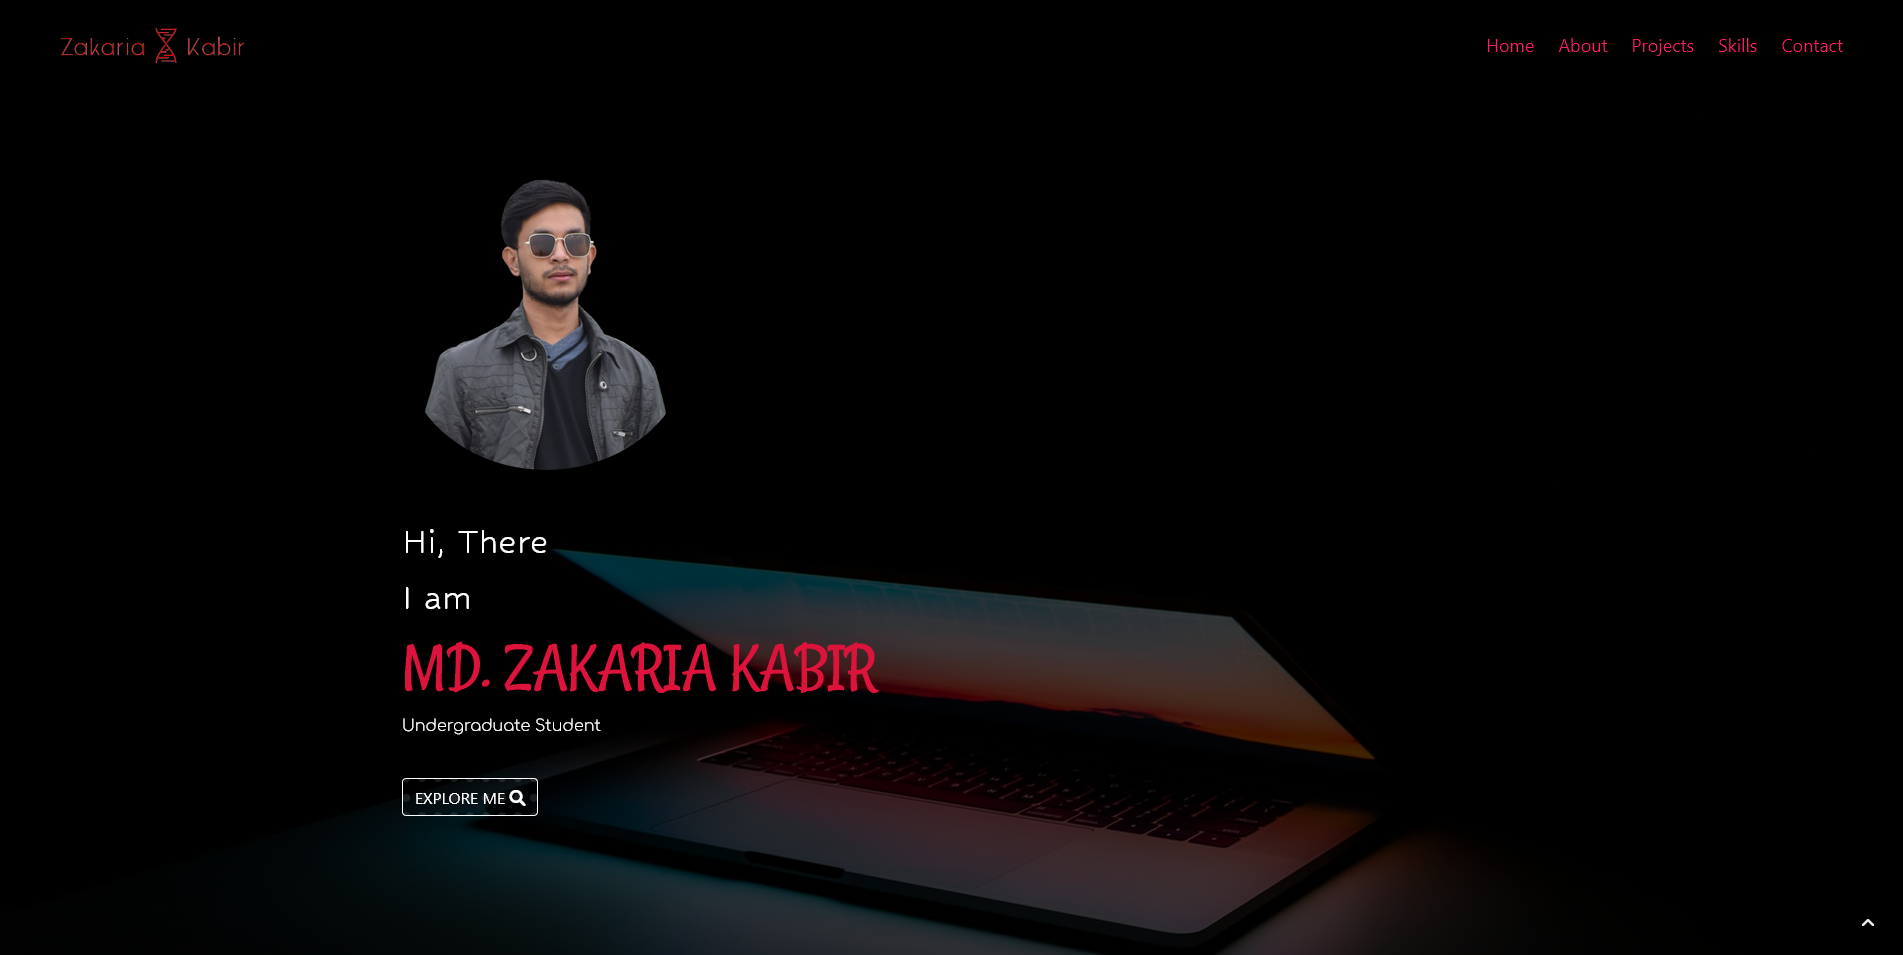 Zakaria Kabir
Home About Projects Skills Contact
Hi, There
I am
MD. ZAKARIA KABIR
Undergraduate Student
EXPLORE ME